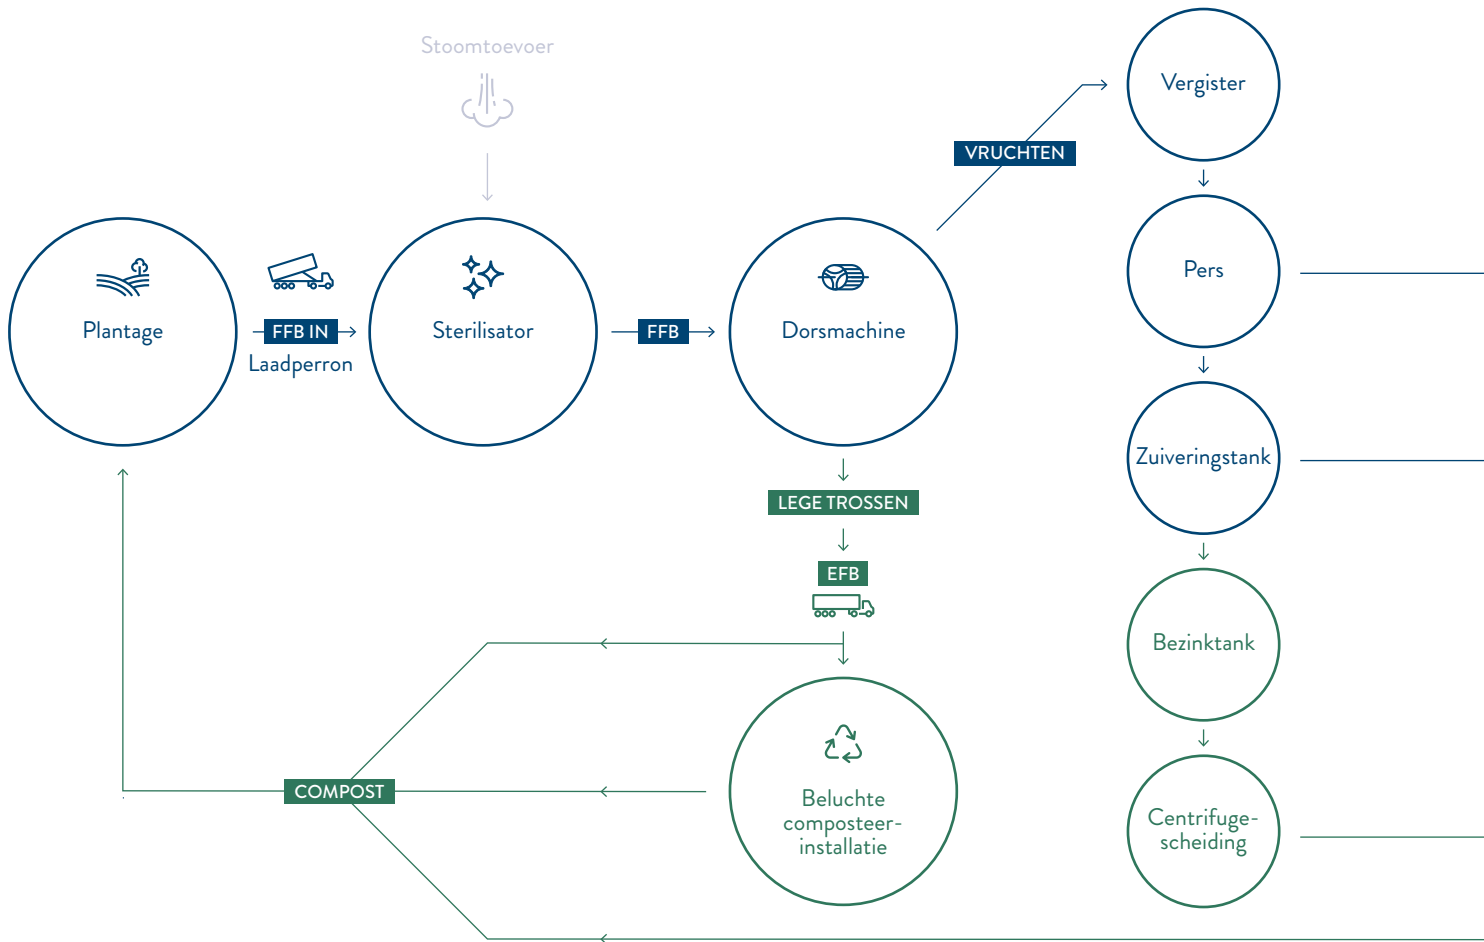 Stoomtoevoer
Plantage
FFB IN
Laadperron
Sterilisator
FFB
Dorsmachine
VRUCHTEN
Vergister
Pers
Zuiveringstank
Bezinktank
Centrifuge-
scheiding
LEGE TROSSEN
EFB
Beluchte
composteer-
installatie
COMPOST